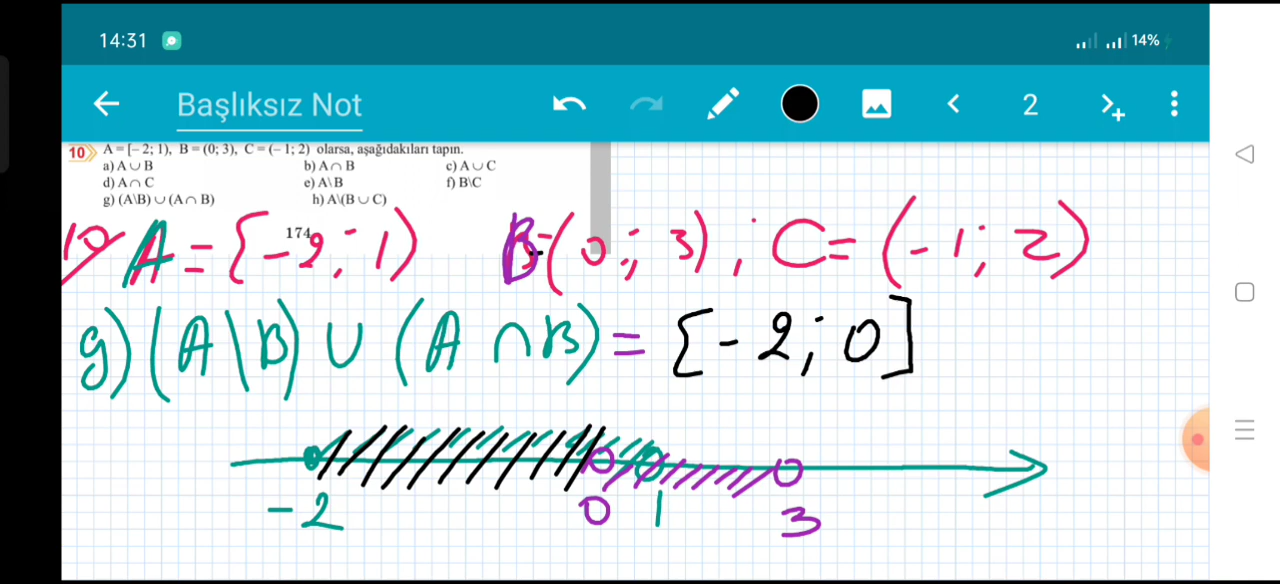 14:31 14%
Başlıksız Not 2
10 A = [– 2; 1), B = (0; 3), C = (– 1; 2) olarsa, aşağıdakıları tapın.
a) A ∪ B b) A ∩ B c) A ∪ C
d) A ∩ C e) A\B f) B\C
g) (A\B) ∪ (A ∩ B) h) A\(B ∪ C)
174
10 A = [-2; 1) B=(0; 3) ; C= (-1; 2)
g) (A \ B) ∪ (A ∩ B) = [-2; 0]
-2 0 1 3